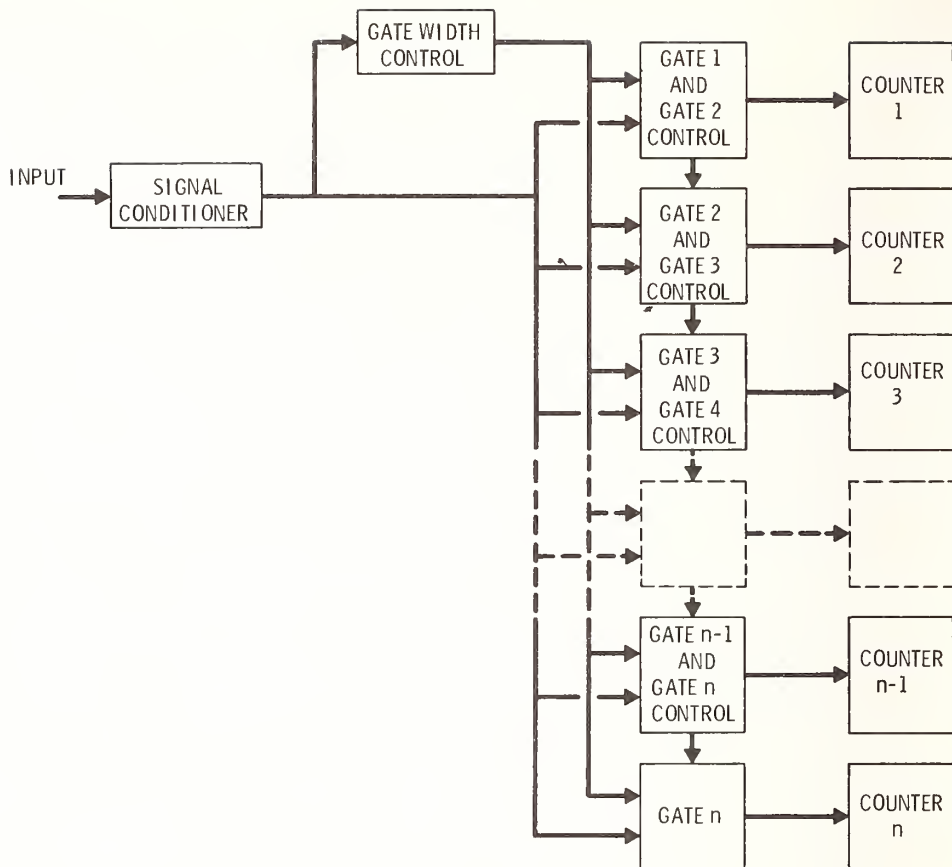 GATE WIDTH
CONTROL
GATE 1
AND
GATE 2
CONTROL
COUNTER
1
INPUT
SIGNAL
CONDITIONER
GATE 2
AND
GATE 3
CONTROL
COUNTER
2
GATE 3
AND
GATE 4
CONTROL
COUNTER
3
GATE n-1
AND
GATE n
CONTROL
COUNTER
n-1
GATE n
COUNTER
n